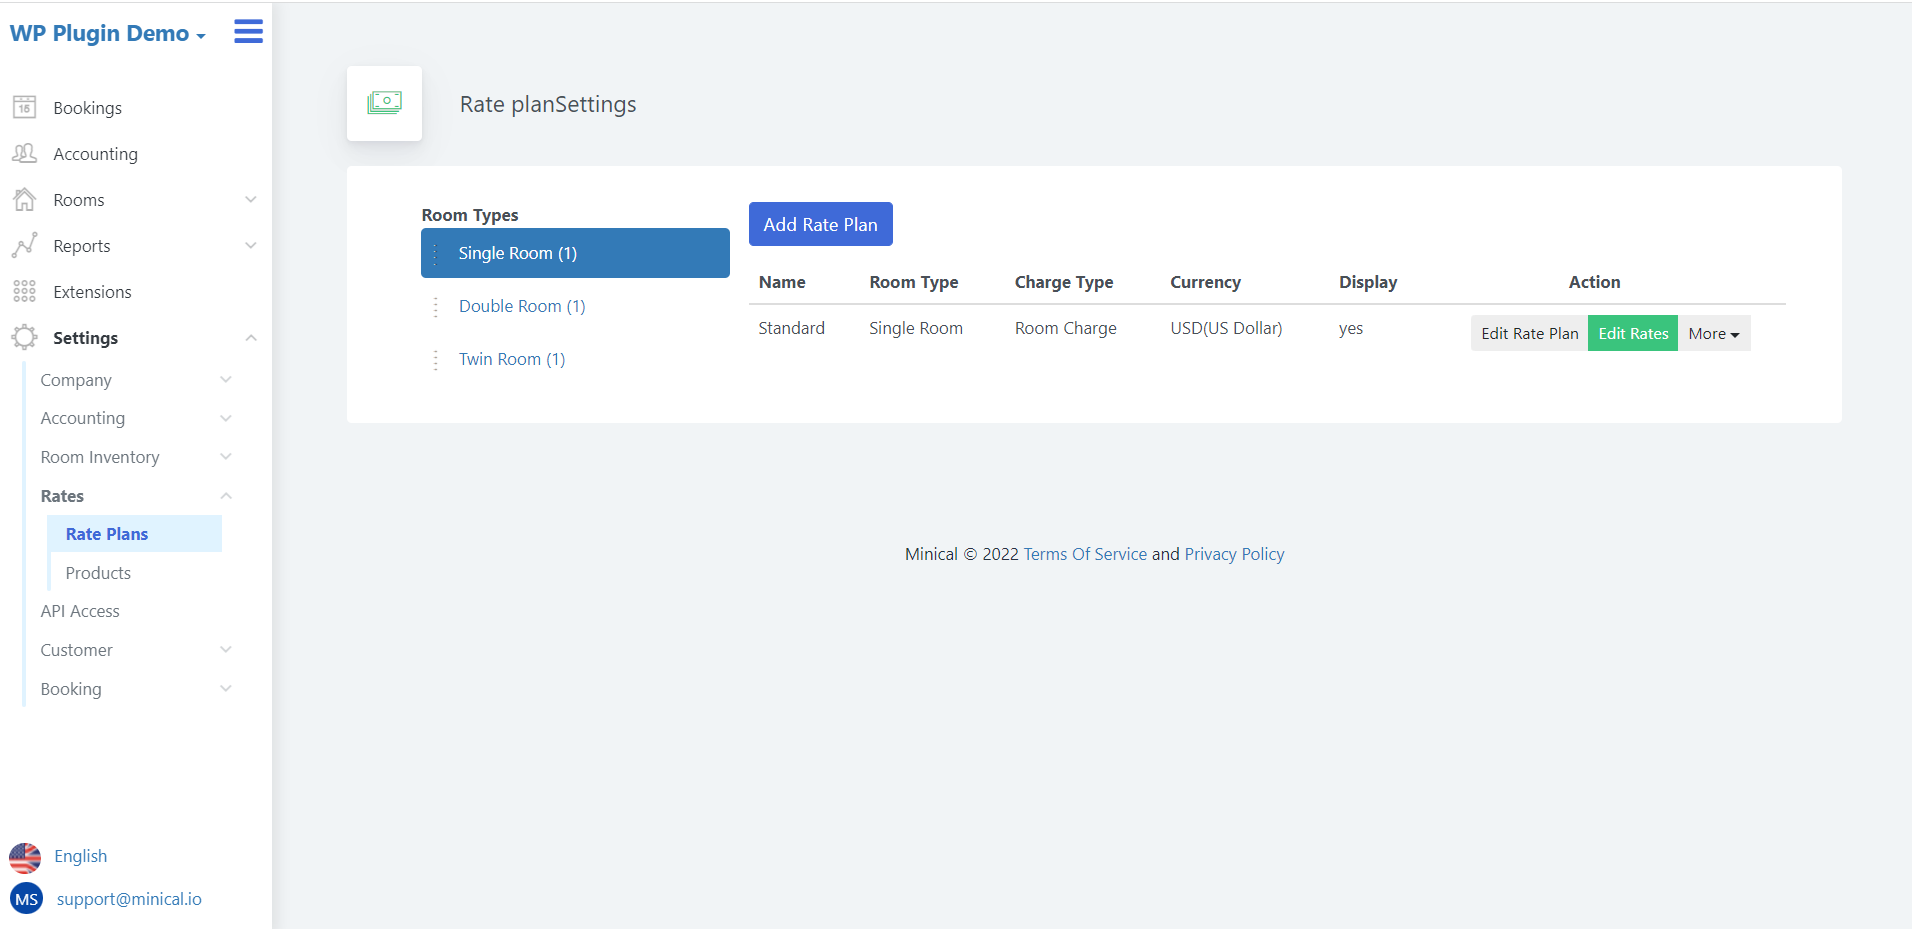 WP Plugin Demo
Bookings
Accounting
Rooms
Reports
Extensions
Settings
Company
Accounting
Room Inventory
Rates
Rate Plans
Products
API Access
Customer
Booking
English
MS support@minical.io
Rate planSettings
Room Types
Single Room (1)
Double Room (1)
Twin Room (1)
Add Rate Plan
Name Room Type Charge Type Currency Display Action
Standard Single Room Room Charge USD(US Dollar) yes Edit Rate Plan Edit Rates More
Minical © 2022 Terms Of Service and Privacy Policy